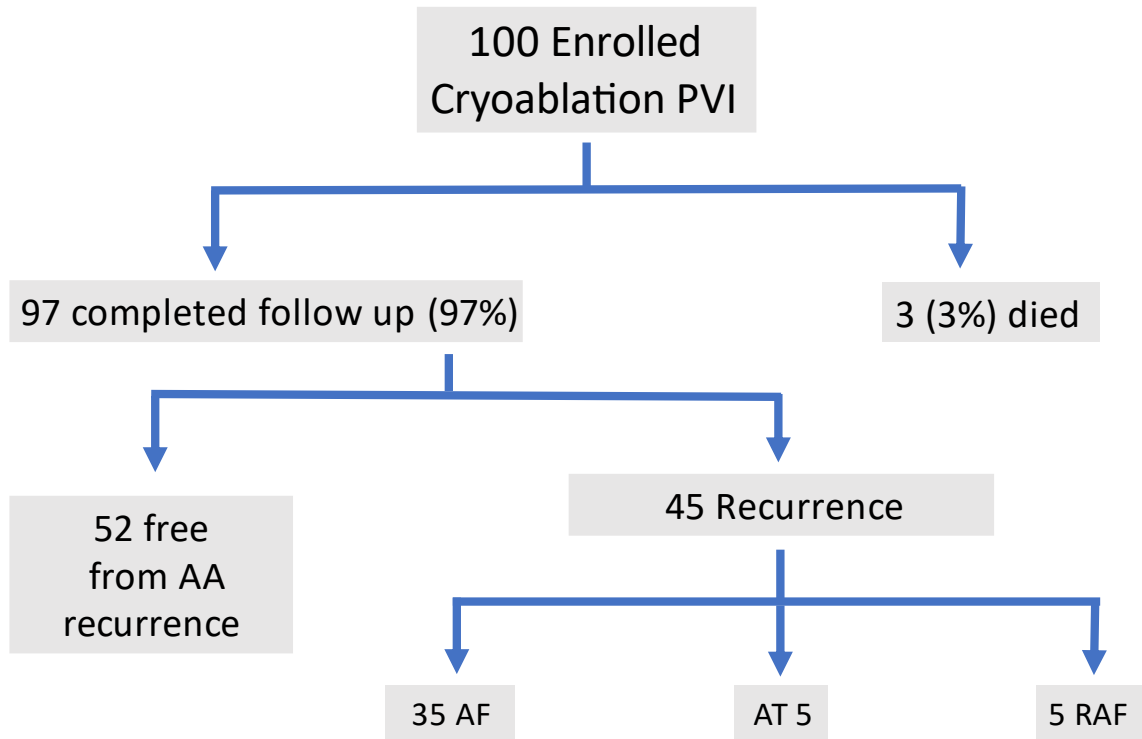 100 Enrolled
Cryoablation PVI
97 completed follow up (97%)
3 (3%) died
52 free
from AA
recurrence
45 Recurrence
35 AF
AT 5
5 RAF